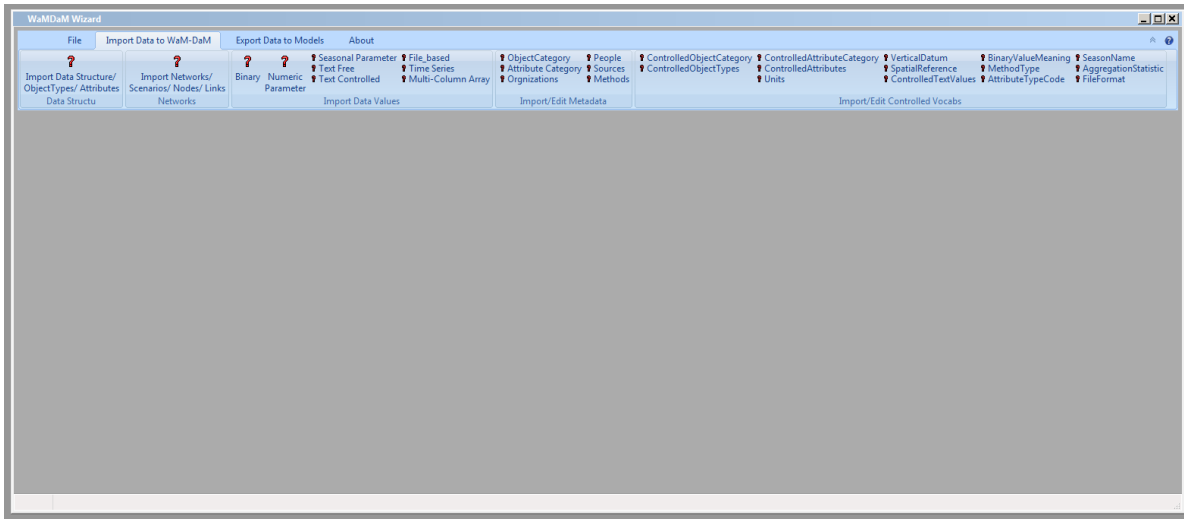 WaMDaM Wizard
File Import Data to WaM-DaM Export Data to Models About
Import Data Structure/
ObjectTypes/ Attributes
Data Structu
Import Networks/
Scenarios/ Nodes/ Links
Networks
Binary
Numeric
Parameter
Seasonal Parameter
Text Free
Text Controlled
File_based
Time Series
Multi-Column Array
Import Data Values
ObjectCategory
Attribute Category
Orgnizations
People
Sources
Methods
Import/Edit Metadata
ControlledObjectCategory
ControlledObjectTypes
ControlledAttributeCategory
ControlledAttributes
Units
VerticalDatum
SpatialReference
ControlledTextValues
BinaryValueMeaning
MethodType
AttributeTypeCode
SeasonName
AggregationStatistic
FileFormat
Import/Edit Controlled Vocabs